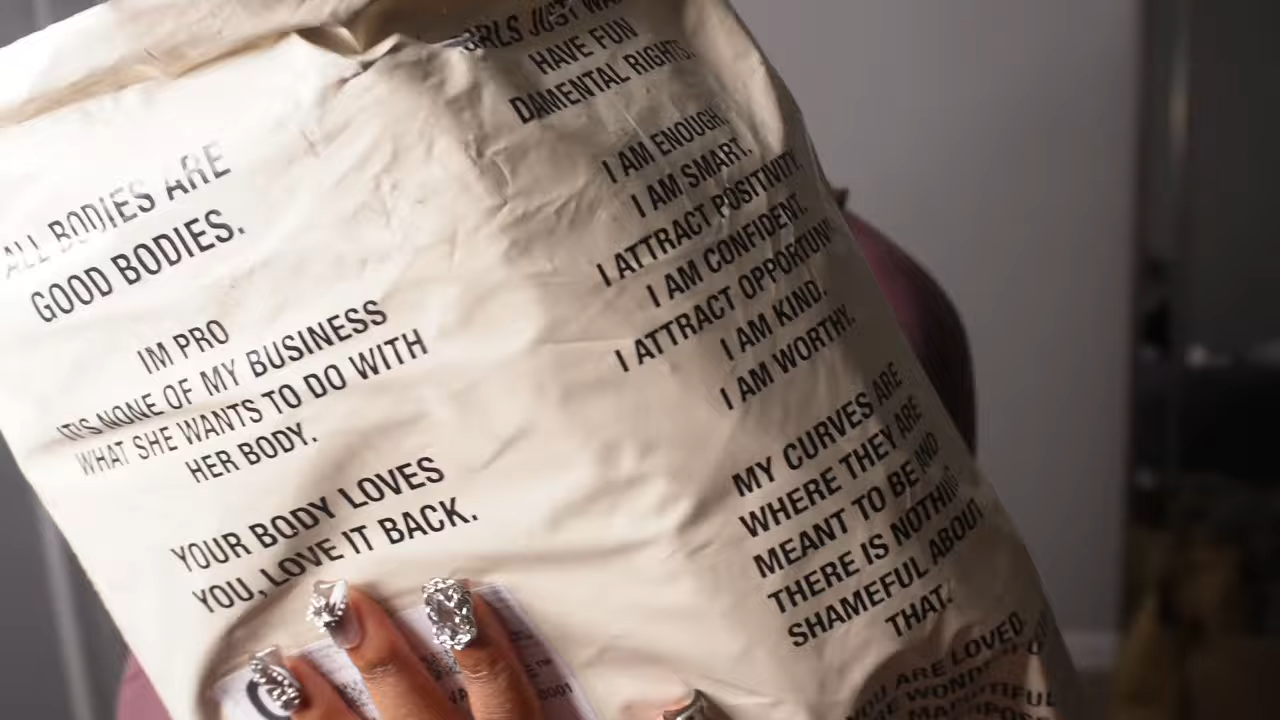 ALL BODIES ARE
GOOD BODIES.
IM PRO
ITS NONE OF MY BUSINESS
WHAT SHE WANTS TO DO WITH
HER BODY.
YOUR BODY LOVES
YOU, LOVE IT BACK.
JUST
HAVE FUN
DAMENTAL RIGHTS.
I AM ENOUGH.
I AM SMART.
I ATTRACT POSITIVITY.
I AM CONFIDENT.
I ATTRACT
I AM KIND.
I AM WORTHY.
MY CURVES ARE
WHERE THEY ARE
MEANT TO BE
THERE IS NOTHING
SHAMEFUL ABOUT
THAT.
ARE LOVED